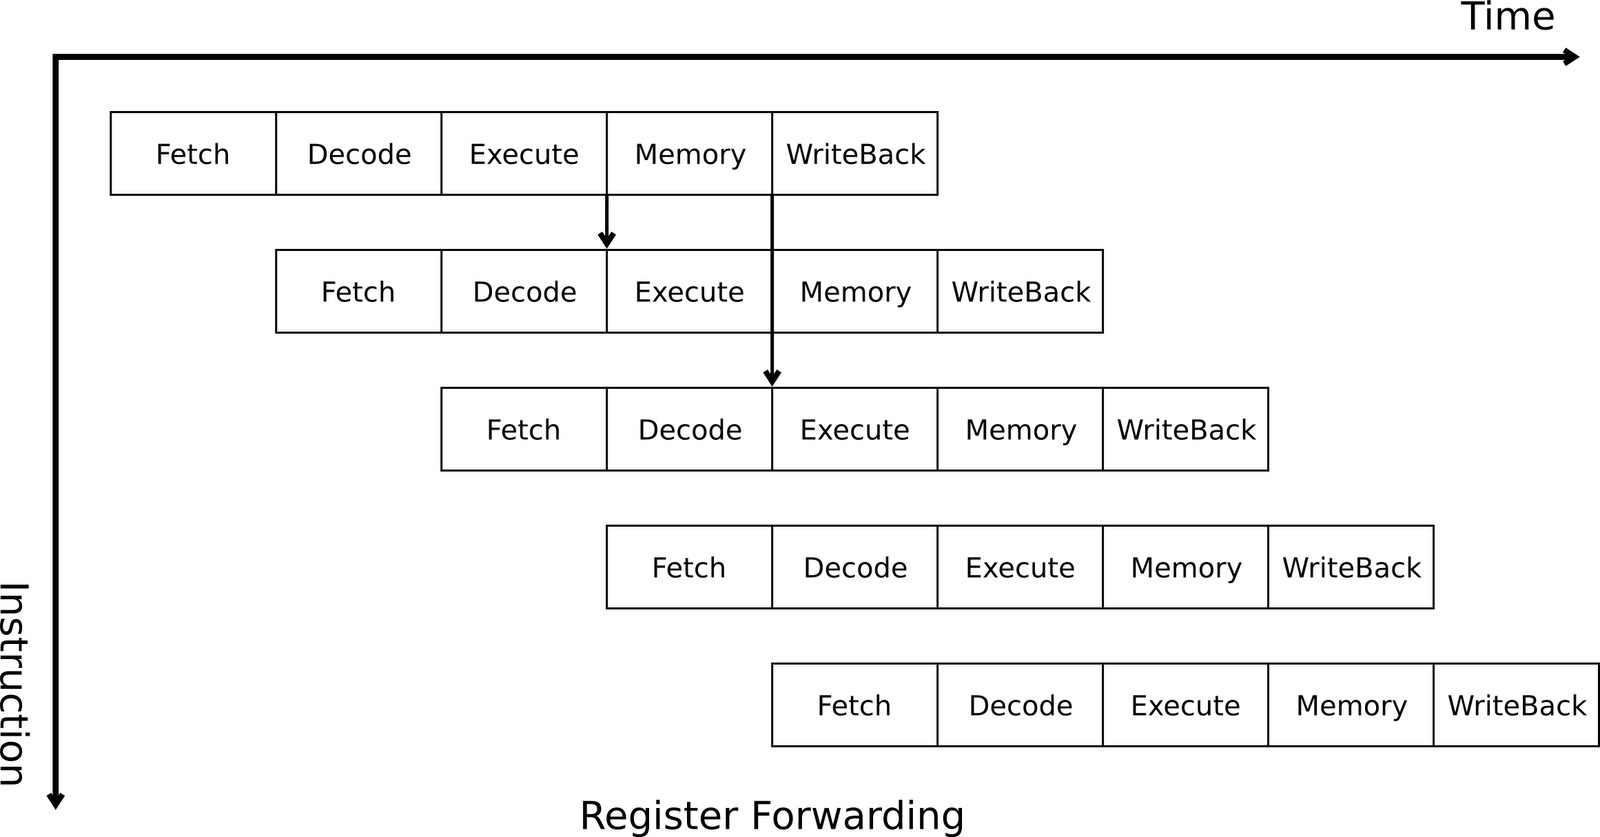 Time
Fetch Decode Execute Memory WriteBack
Fetch Decode Execute Memory WriteBack
Fetch Decode Execute Memory WriteBack
Fetch Decode Execute Memory WriteBack
Fetch Decode Execute Memory WriteBack
Instruction
Register Forwarding